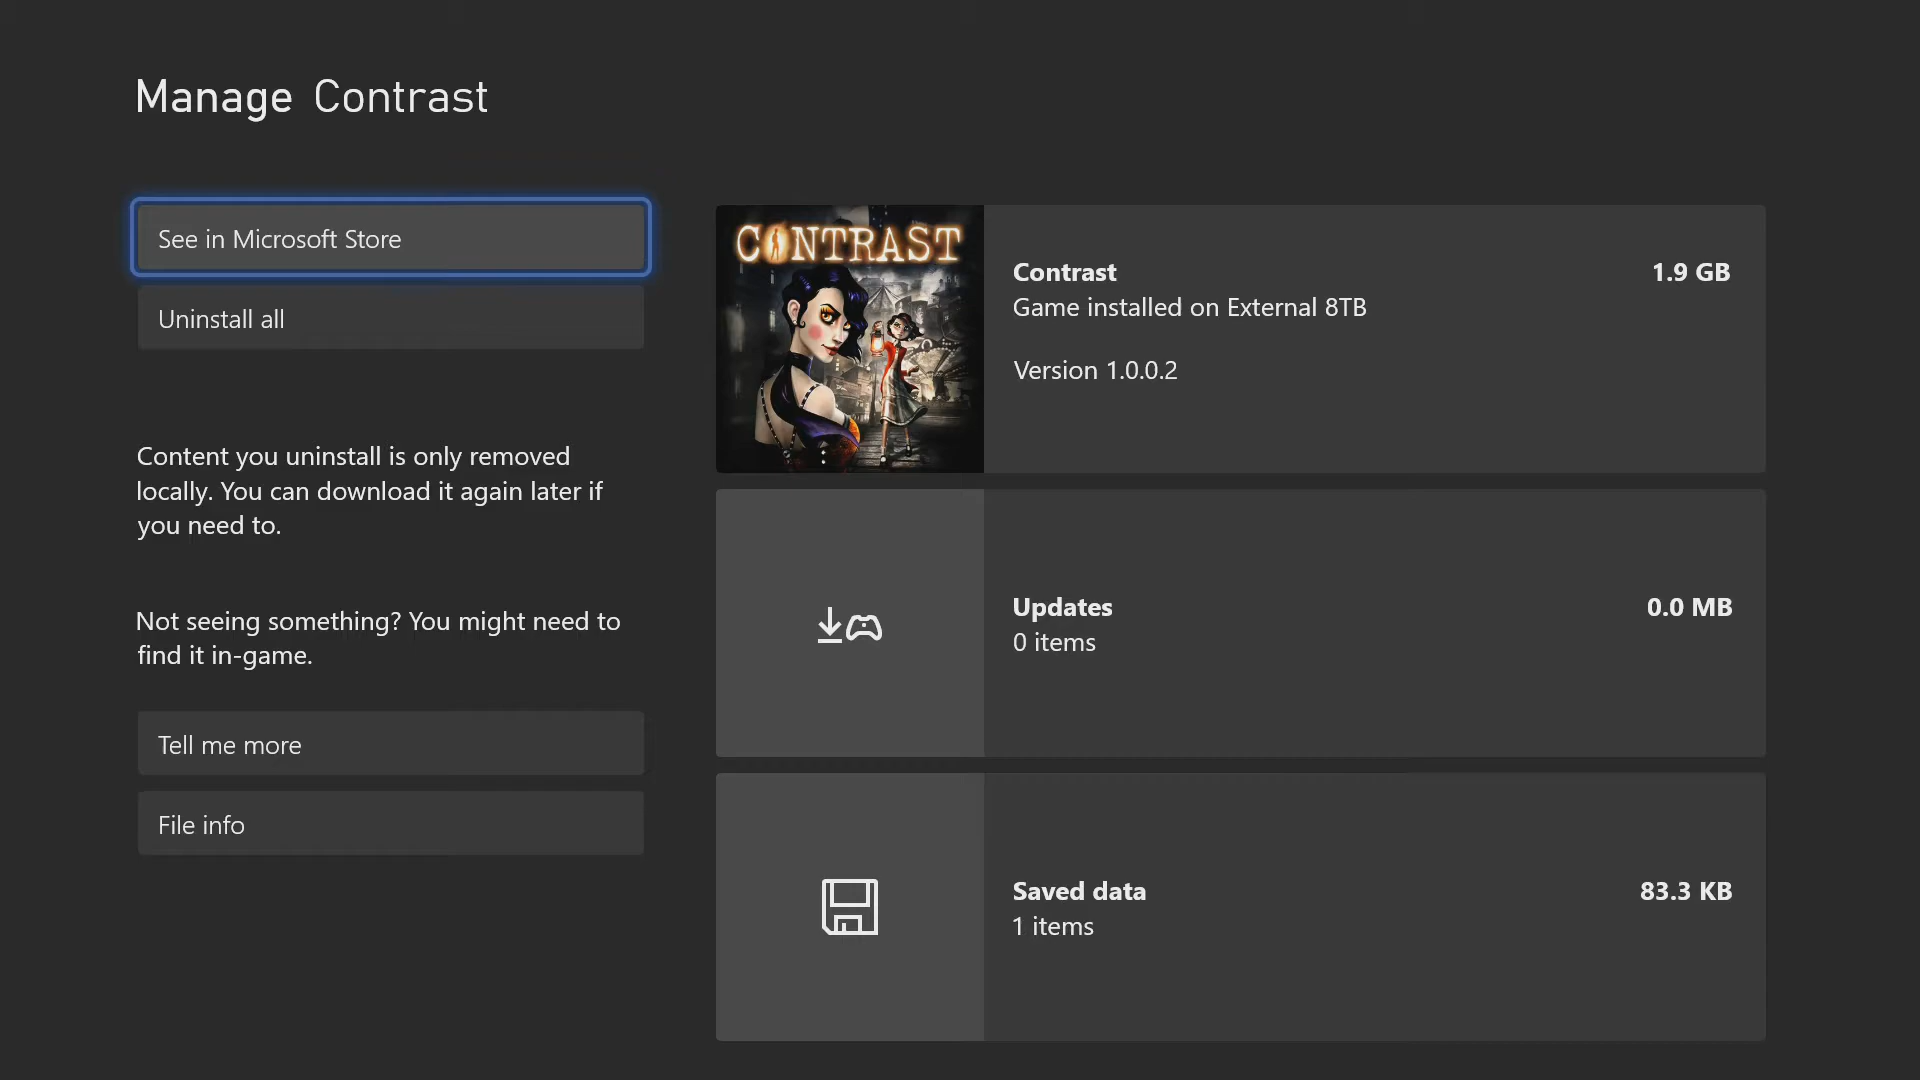 Manage Contrast
See in Microsoft Store
Uninstall all
Content you uninstall is only removed
locally. You can download it again later if
you need to.
Not seeing something? You might need to
find it in-game.
Tell me more
File info
CONTRAST
Contrast
1.9 GB
Game installed on External 8TB
Version 1.0.0.2
Updates
0.0 MB
0 items
Saved data
83.3 KB
1 items